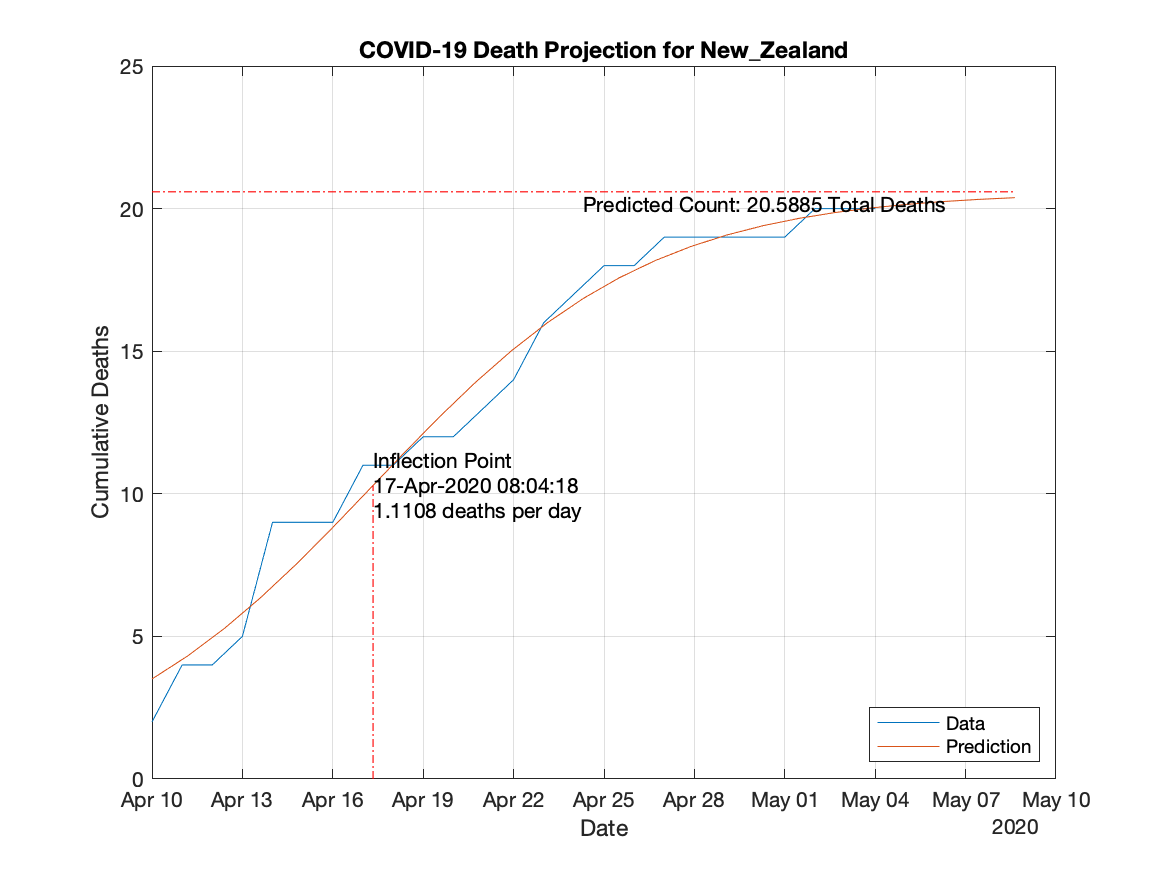 COVID-19 Death Projection for New_Zealand
25
20
15
10
5
0
Cumulative Deaths
Predicted Count: 20.5885 Total Deaths
Inflection Point
17-Apr-2020 08:04:18
1.1108 deaths per day
Data
Prediction
Apr 10 Apr 13 Apr 16 Apr 19 Apr 22 Apr 25 Apr 28 May 01 May 04 May 07 May 10
Date
2020